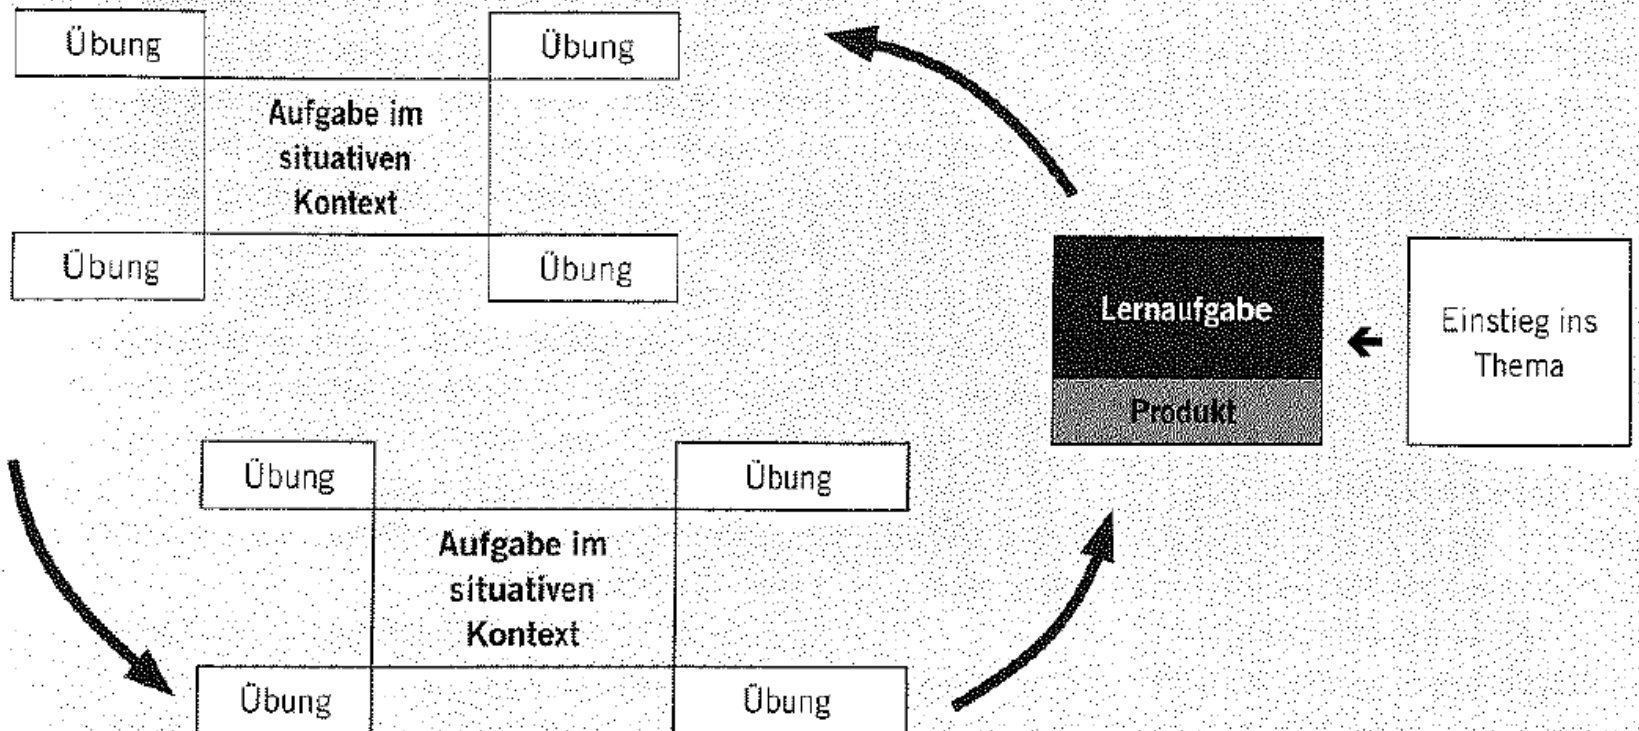 Übung
Übung
Aufgabe im
situativen
Kontext
Übung
Übung
Lernaufgabe
Produkt
Einstieg ins
Thema
Übung
Übung
Aufgabe im
situativen
Kontext
Übung
Übung